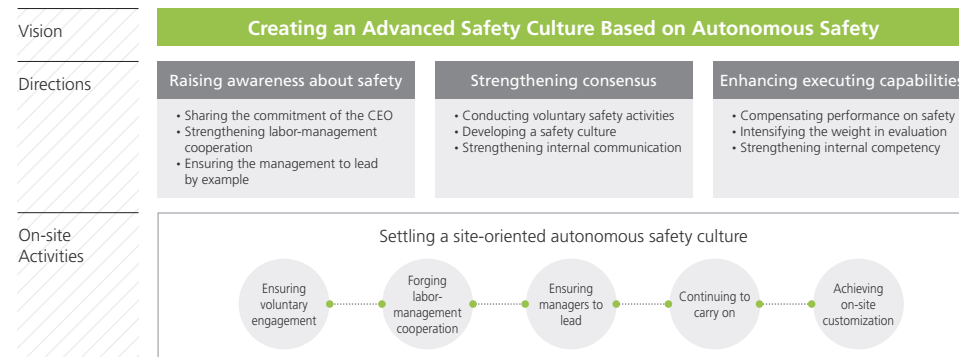 Vision
Creating an Advanced Safety Culture Based on Autonomous Safety
Directions
Raising awareness about safety
• Sharing the commitment of the CEO
• Strengthening labor-management
cooperation
• Ensuring the management to lead
by example
Strengthening consensus
• Conducting voluntary safety activities
• Developing a safety culture
• Strengthening internal communication
Enhancing executing capabilities
• Compensating performance on safety
• Intensifying the weight in evaluation
• Strengthening internal competency
On-site
Activities
Settling a site-oriented autonomous safety culture
Ensuring
voluntary
engagement
Forging
labor-
management
cooperation
Ensuring
managers to
lead
Continuing to
carry on
Achieving
on-site
customization